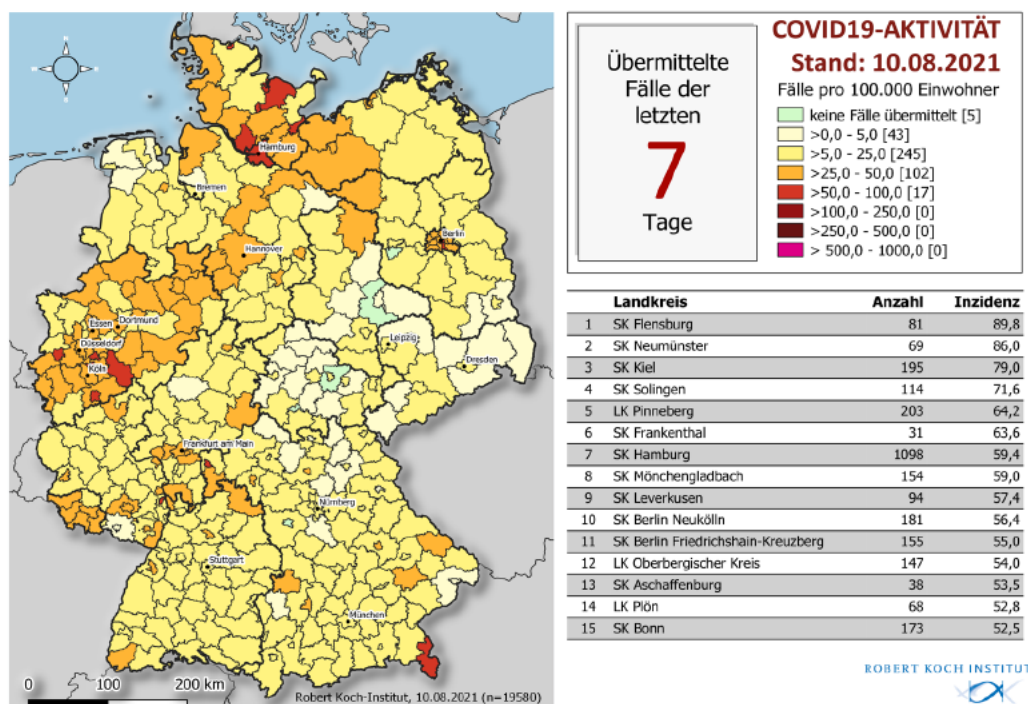 Hamburg
Bremen
Berlin
Hannover
Essen
Dortmund
Düsseldorf
Köln
Leipzig
Dresden
Frankfurt am Main
Nürnberg
Stuttgart
München
0 100 200 km
Robert Koch-Institut, 10.08.2021 (n=19580)
Übermittelte
Fälle der
letzten
7
Tage
COVID19-AKTIVITÄT
Stand: 10.08.2021
Fälle pro 100.000 Einwohner
keine Fälle übermittelt [5]
>0,0 - 5,0 [43]
>5,0 - 25,0 [245]
>25,0 - 50,0 [102]
>50,0 - 100,0 [17]
>100,0 - 250,0 [0]
>250,0 - 500,0 [0]
> 500,0 - 1000,0 [0]
Landkreis Anzahl Inzidenz
1 SK Flensburg 81 89,8
2 SK Neumünster 69 86,0
3 SK Kiel 195 79,0
4 SK Solingen 114 71,6
5 LK Pinneberg 203 64,2
6 SK Frankenthal 31 63,6
7 SK Hamburg 1098 59,4
8 SK Mönchengladbach 154 59,0
9 SK Leverkusen 94 57,4
10 SK Berlin Neukölln 181 56,4
11 SK Berlin Friedrichshain-Kreuzberg 155 55,0
12 LK Oberbergischer Kreis 147 54,0
13 SK Aschaffenburg 38 53,5
14 LK Plön 68 52,8
15 SK Bonn 173 52,5
ROBERT KOCH INSTITUT